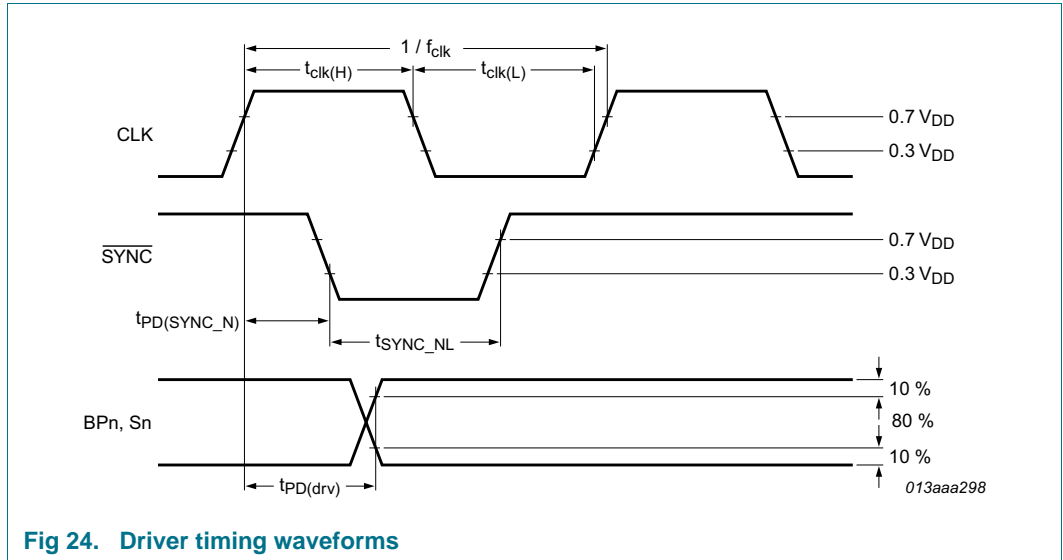 1 / fclk
tclk(H)
tclk(L)
CLK
0.7 VDD
0.3 VDD
SYNC
0.7 VDD
0.3 VDD
tPD(SYNC_N)
tSYNC_NL
BPn, Sn
10 %
80 %
10 %
tPD(drv)
013aaa298
Fig 24. Driver timing waveforms